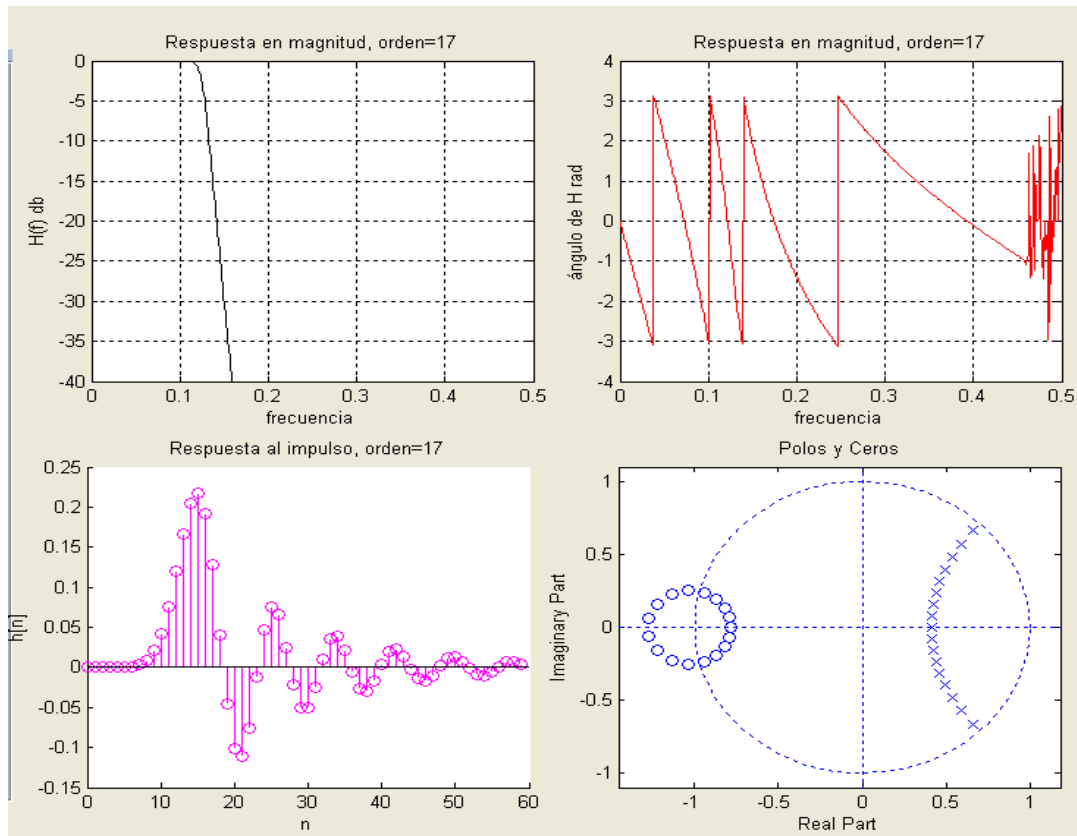 Respuesta en magnitud, orden=17
0
-5
-10
-15
-20
-25
-30
-35
-40
H(f) db
0 0.1 0.2 0.3 0.4 0.5
frecuencia
Respuesta en magnitud, orden=17
4
3
2
1
0
-1
-2
-3
-4
ángulo de H rad
0 0.1 0.2 0.3 0.4 0.5
frecuencia
Respuesta al impulso, orden=17
0.25
0.2
0.15
0.1
0.05
0
-0.05
-0.1
-0.15
h[n]
0 10 20 30 40 50 60
n
Polos y Ceros
1
0.5
0
-0.5
-1
Imaginary Part
-1 -0.5 0 0.5 1
Real Part